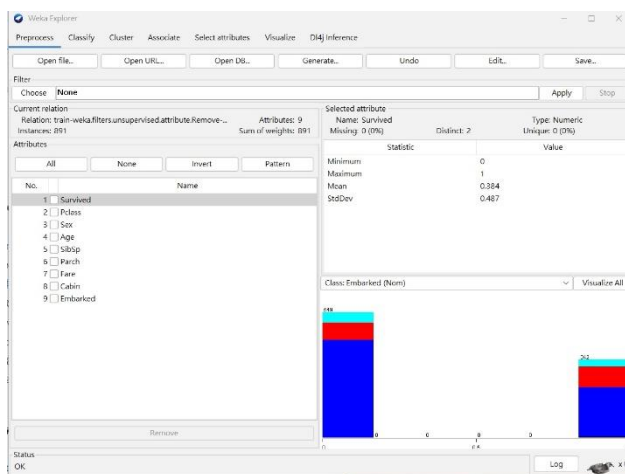 Weka Explorer
Preprocess Classify Cluster Associate Select attributes Visualize Dl4j Inference
Open file... Open URL... Open DB... Generate... Undo Edit... Save...
Filter
Choose None Apply Stop
Current relation
Relation: train-weka.filters.unsupervised.attribute.Remove-... Attributes: 9
Instances: 891 Sum of weights: 891
Selected attribute
Name: Survived Type: Numeric
Missing: 0 (0%) Distinct: 2 Unique: 0 (0%)
Attributes
All None Invert Pattern
No. Name
1 Survived
2 Pclass
3 Sex
4 Age
5 SibSp
6 Parch
7 Fare
8 Cabin
9 Embarked
Remove
Statistic Value
Minimum 0
Maximum 1
Mean 0.384
StdDev 0.487
Class: Embarked (Nom) Visualize All
342
0 0 0 0
Status
OK
Log x